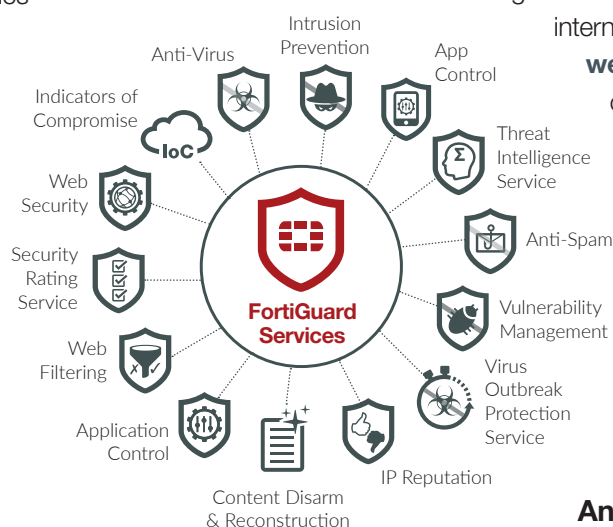 Intrusion
Prevention
Anti-Virus
App
Control
Indicators of
Compromise
IoC
Threat
Intelligence
Service
Web
Security
Anti-Spam
Security
Rating
Service
FortiGuard
Services
Vulnerability
Management
Web
Filtering
Virus
Outbreak
Protection
Service
Application
Control
IP Reputation
Content Disarm
& Reconstruction
intern
we
An